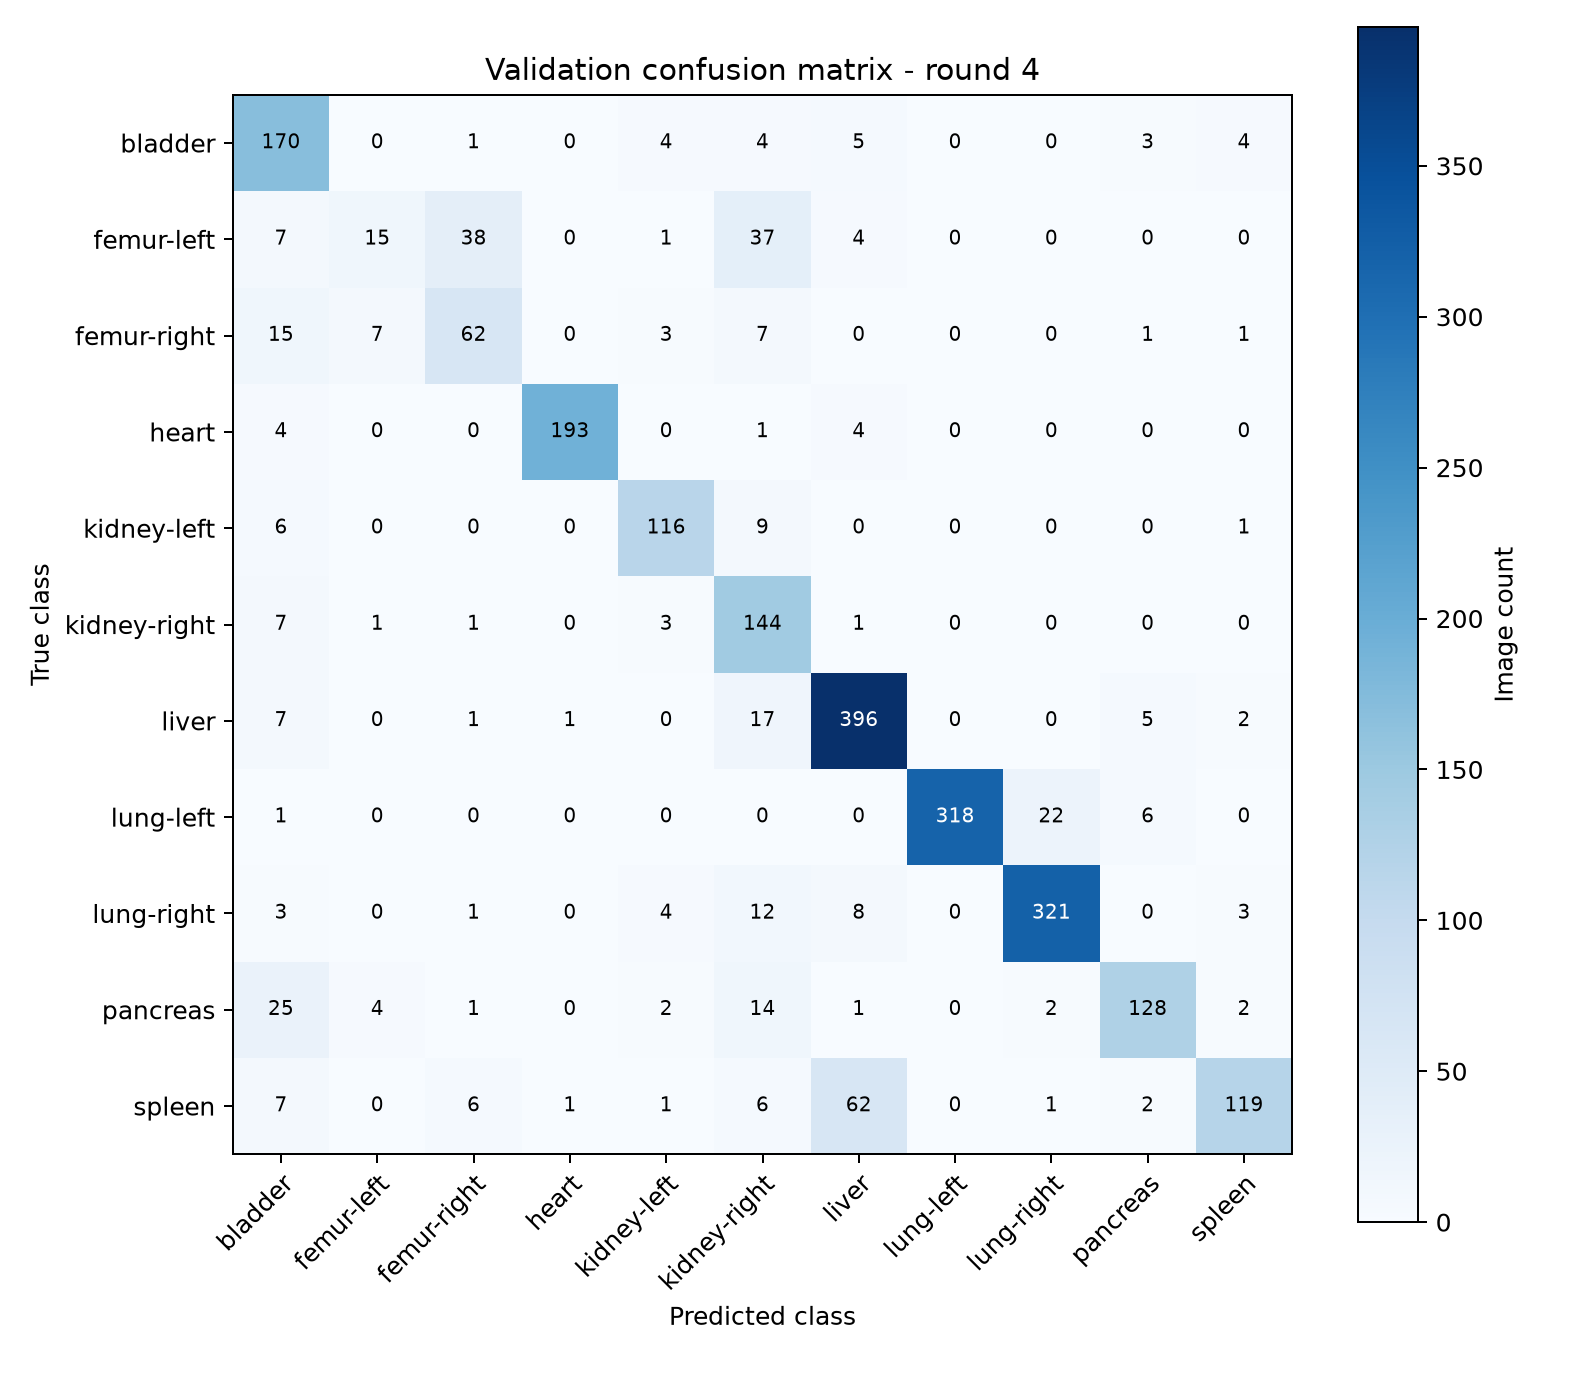 Validation confusion matrix - round 4
True class
bladder 170 0 1 0 4 4 5 0 0 3 4
femur-left 7 15 38 0 1 37 4 0 0 0 0
femur-right 15 7 62 0 3 7 0 0 0 1 1
heart 4 0 0 193 0 1 4 0 0 0 0
kidney-left 6 0 0 0 116 9 0 0 0 0 1
kidney-right 7 1 1 0 3 144 1 0 0 0 0
liver 7 0 1 1 0 17 396 0 0 5 2
lung-left 1 0 0 0 0 0 0 318 22 6 0
lung-right 3 0 1 0 4 12 8 0 321 0 3
pancreas 25 4 1 0 2 14 1 0 2 128 2
spleen 7 0 6 1 1 6 62 0 1 2 119
bladder femur-left femur-right heart kidney-left kidney-right liver lung-left lung-right pancreas spleen
Predicted class
350
300
250
200
150
100
50
0
Image count